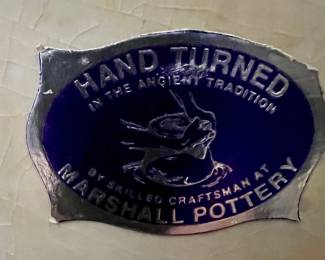 HAND TURNED
IN THE ANCIENT TRADITION
BY SKILLED CRAFTSMAN AT
MARSHALL POTTERY